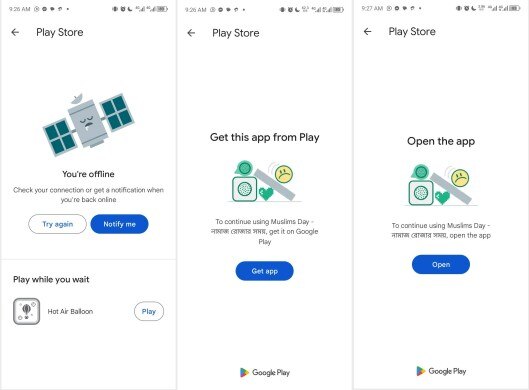 9:26 AM
Play Store
You're offline
Check your connection or get a notification when
you're back online
Try again
Notify me
Play while you wait
Hot Air Balloon
Play
9:26 AM
Play Store
Get this app from Play
To continue using Muslims Day -
নামাজ রোজার সময়, get it on Google
Play
Get app
Google Play
9:27 AM
Play Store
Open the app
To continue using Muslims Day -
নামাজ রোজার সময়, open the app
Open
Google Play